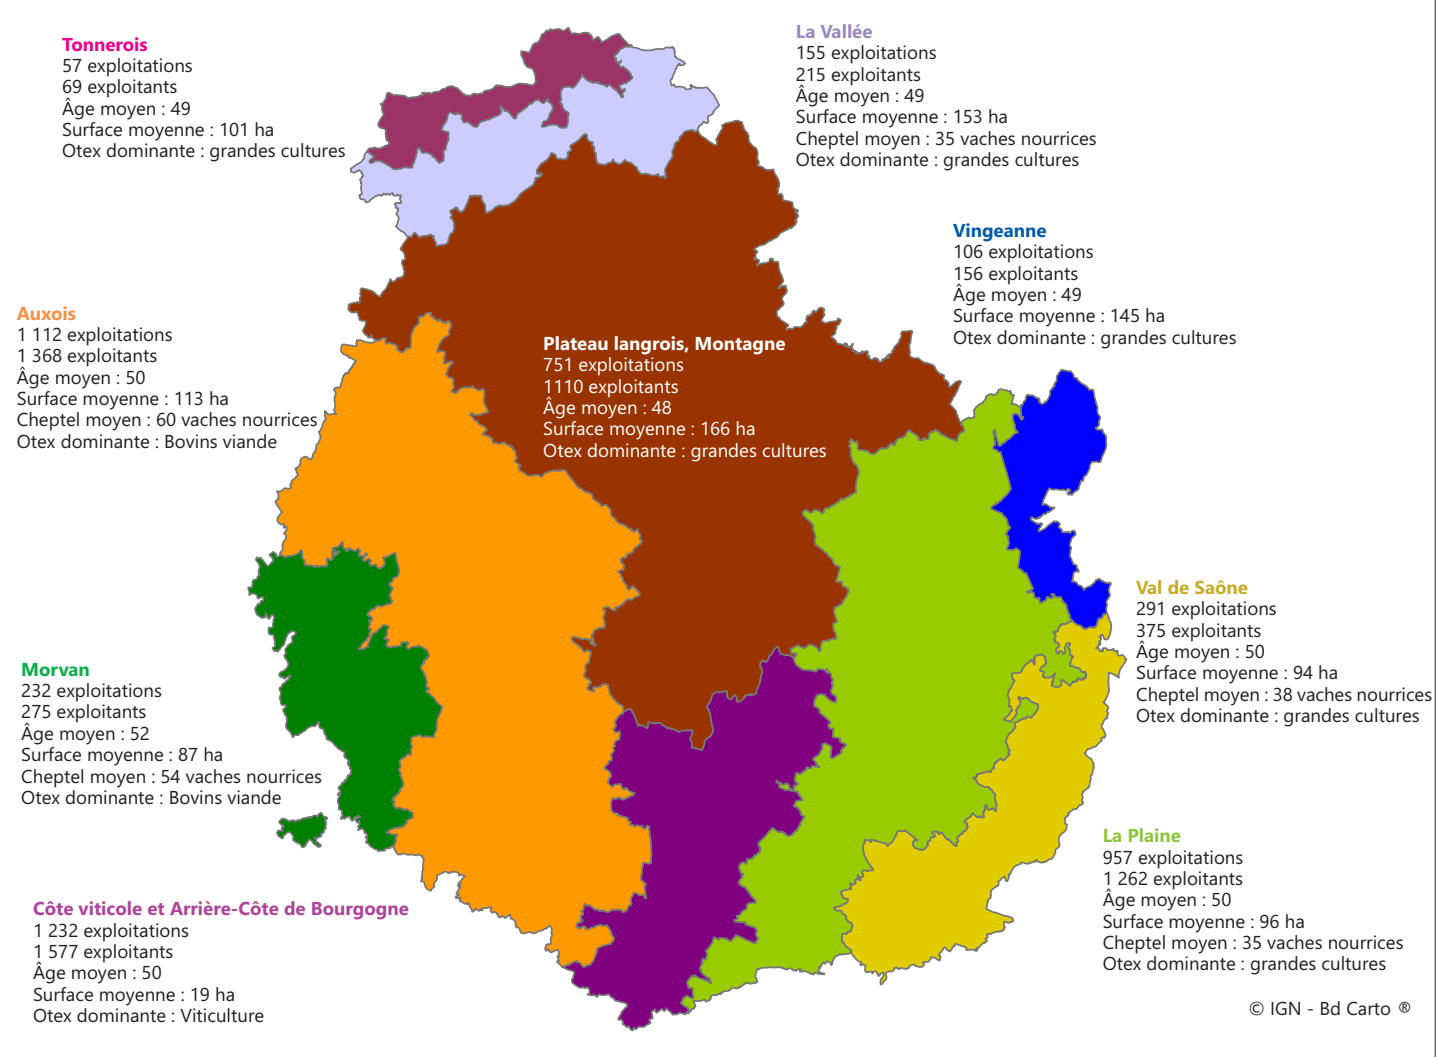 Tonnerois
57 exploitations
69 exploitants
Âge moyen : 49
Surface moyenne : 101 ha
Otex dominante : grandes cultures
La Vallée
155 exploitations
215 exploitants
Âge moyen : 49
Surface moyenne : 153 ha
Cheptel moyen : 35 vaches nourrices
Otex dominante : grandes cultures
Vingeanne
106 exploitations
156 exploitants
Âge moyen : 49
Surface moyenne : 145 ha
Otex dominante : grandes cultures
Auxois
1 112 exploitations
1 368 exploitants
Âge moyen : 50
Surface moyenne : 113 ha
Cheptel moyen : 60 vaches nourrices
Otex dominante : Bovins viande
Plateau langrois, Montagne
751 exploitations
1110 exploitants
Âge moyen : 48
Surface moyenne : 166 ha
Otex dominante : grandes cultures
Val de Saône
291 exploitations
375 exploitants
Âge moyen : 50
Surface moyenne : 94 ha
Cheptel moyen : 38 vaches nourrices
Otex dominante : grandes cultures
Morvan
232 exploitations
275 exploitants
Âge moyen : 52
Surface moyenne : 87 ha
Cheptel moyen : 54 vaches nourrices
Otex dominante : Bovins viande
La Plaine
957 exploitations
1 262 exploitants
Âge moyen : 50
Surface moyenne : 96 ha
Cheptel moyen : 35 vaches nourrices
Otex dominante : grandes cultures
Côte viticole et Arrière-Côte de Bourgogne
1 232 exploitations
1 577 exploitants
Âge moyen : 50
Surface moyenne : 19 ha
Otex dominante : Viticulture
© IGN - Bd Carto ®